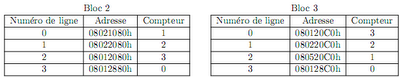 Bloc 2
Numéro de ligne Adresse Compteur
0 08021080h 1
1 08022080h 2
2 08012080h 3
3 08012880h 0
Bloc 3
Numéro de ligne Adresse Compteur
0 080120C0h 3
1 080220C0h 2
2 080520C0h 1
3 080128C0h 0